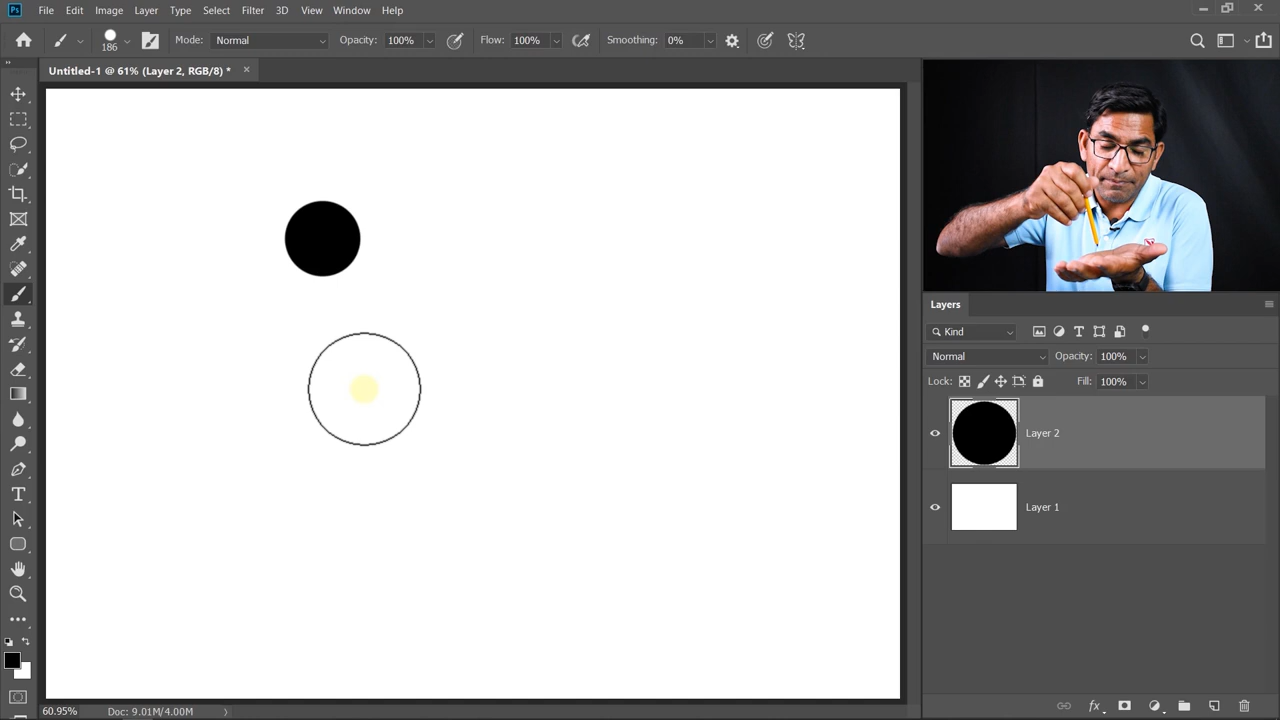 Ps File Edit Image Layer Type Select Filter 3D View Window Help
186 Mode: Normal Opacity: 100% Flow: 100% Smoothing: 0%
Untitled-1 @ 61% (Layer 2, RGB/8) *
Layers
Kind
Normal Opacity: 100%
Lock: Fill: 100%
Layer 2
Layer 1
60.95% Doc: 9.01M/4.00M